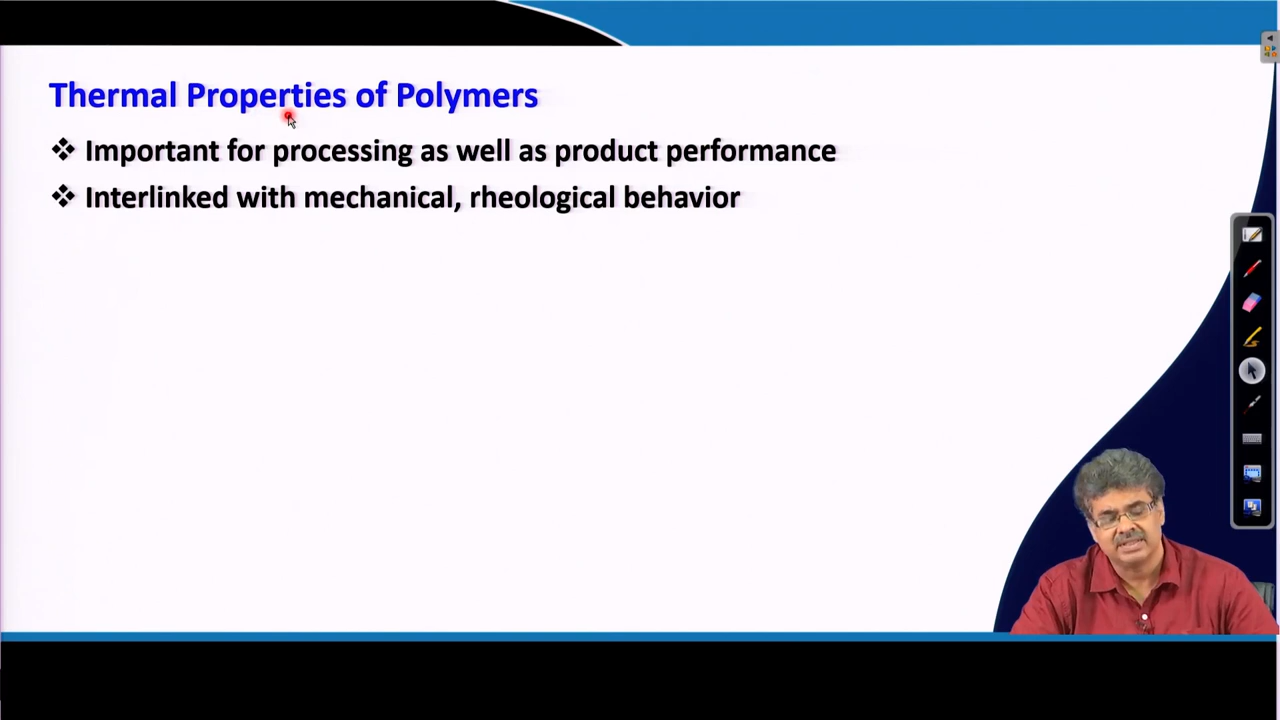 Thermal Properties of Polymers
❖ Important for processing as well as product performance
❖ Interlinked with mechanical, rheological behavior